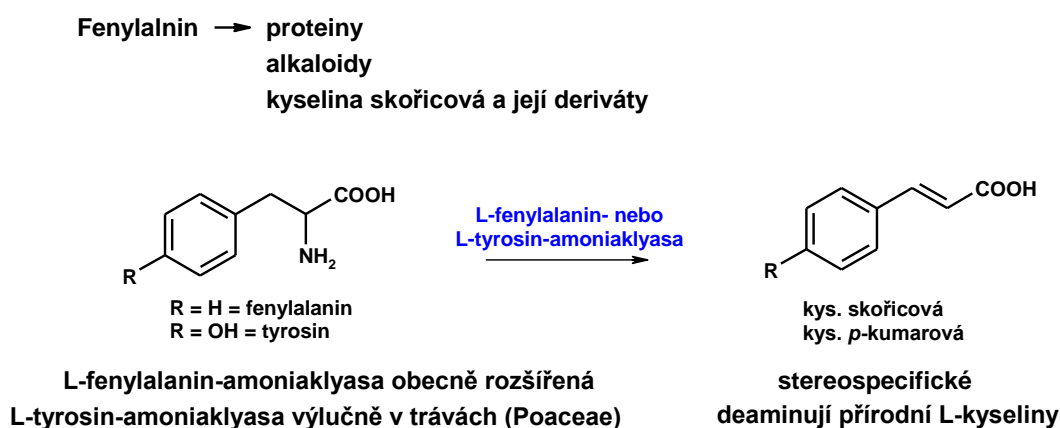 Fenylalnin → proteiny
alkaloidy
kyselina skořicová a její deriváty
COOH
NH2
R
L-fenylalanin- nebo
L-tyrosin-amoniaklyasa
COOH
R
R = H = fenylalanin
R = OH = tyrosin
kys. skořicová
kys. p-kumarová
L-fenylalanin-amoniaklyasa obecně rozšířená
L-tyrosin-amoniaklyasa výlučně v trávách (Poaceae)
stereospecifické
deaminují přírodní L-kyseliny